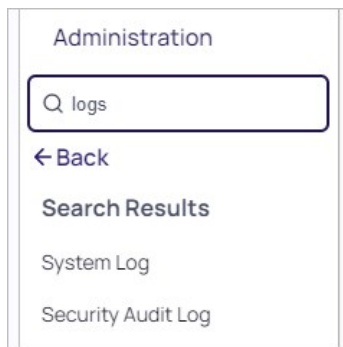 Administration
logs
← Back
Search Results
System Log
Security Audit Log